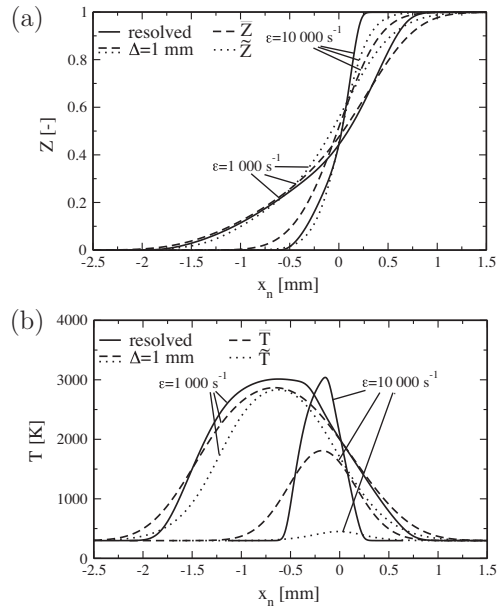 (a)
resolved
Δ=1 mm
Z̅
Z̃
ε=10 000 s⁻¹
ε=1 000 s⁻¹
Z [-]
1
0.8
0.6
0.4
0.2
0
-2.5 -2 -1.5 -1 -0.5 0 0.5 1 1.5
xₙ [mm]
(b)
resolved
Δ=1 mm
T̅
T̃
ε=1 000 s⁻¹
ε=10 000 s⁻¹
T [K]
4000
3000
2000
1000
0
-2.5 -2 -1.5 -1 -0.5 0 0.5 1 1.5
xₙ [mm]